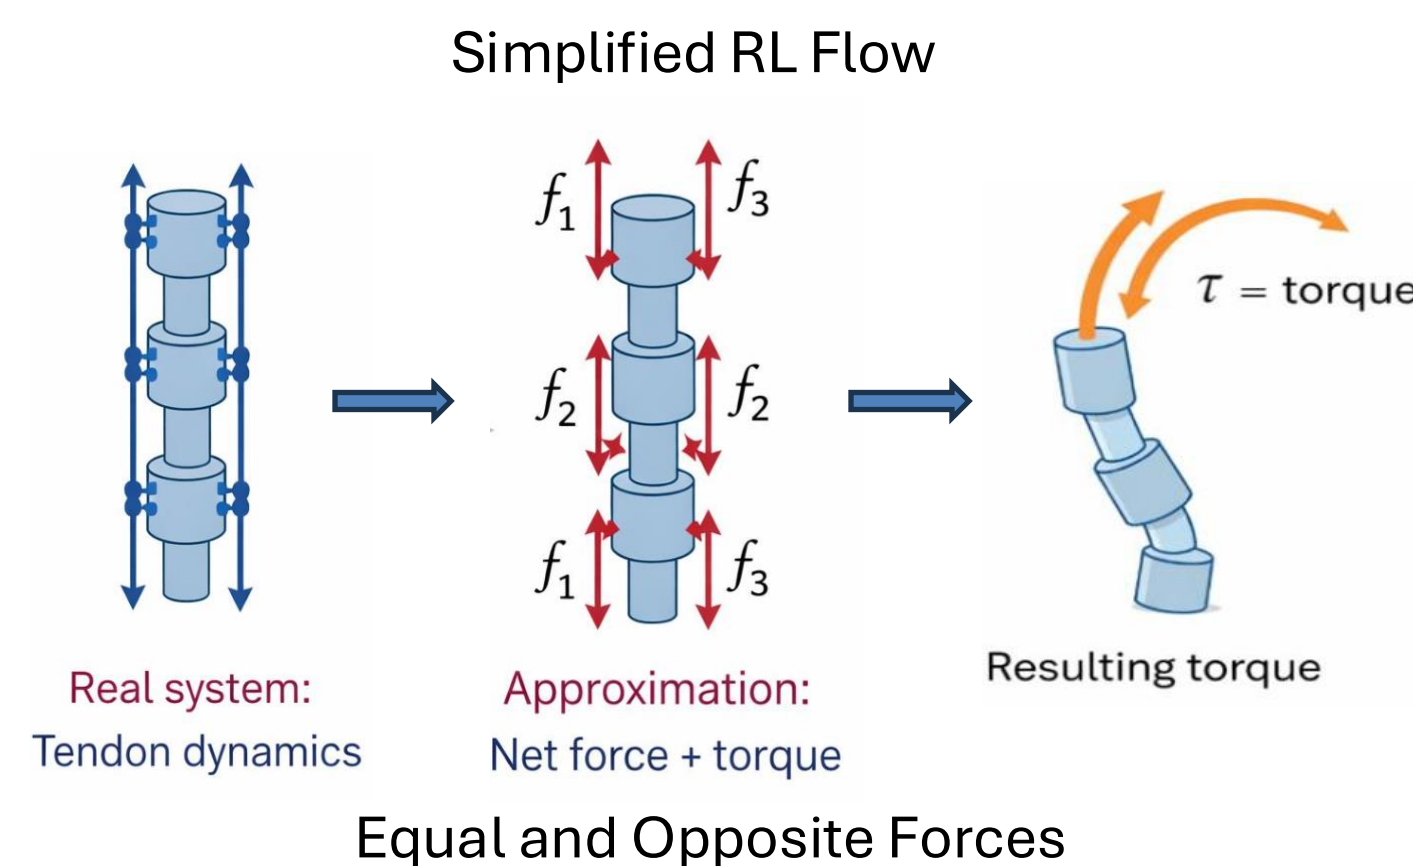 Simplified RL Flow
f1
f3
τ = torque
f2
f2
f1
f3
Resulting torque
Real system:
Approximation:
Tendon dynamics
Net force + torque
Equal and Opposite Forces